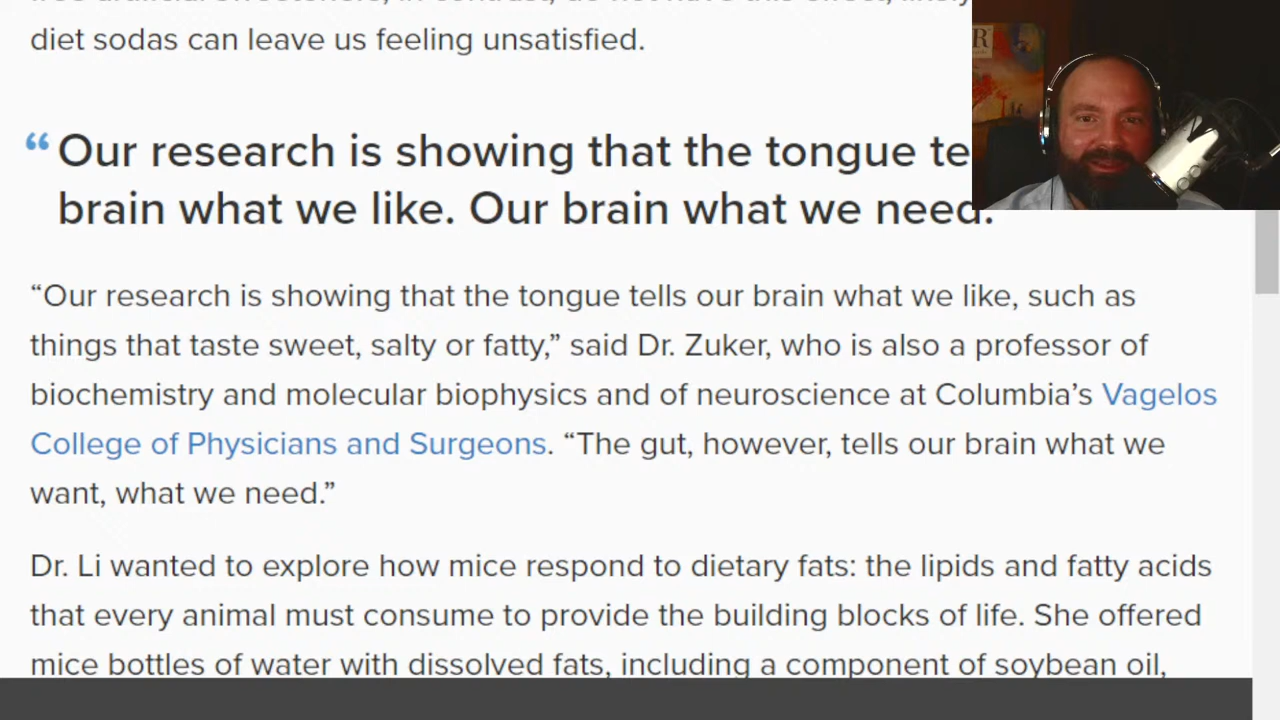 diet sodas can leave us feeling unsatisfied.
“Our research is showing that the tongue te
brain what we like. Our brain what we need.
“Our research is showing that the tongue tells our brain what we like, such as
things that taste sweet, salty or fatty,” said Dr. Zuker, who is also a professor of
biochemistry and molecular biophysics and of neuroscience at Columbia’s Vagelos
College of Physicians and Surgeons. “The gut, however, tells our brain what we
want, what we need.”
Dr. Li wanted to explore how mice respond to dietary fats: the lipids and fatty acids
that every animal must consume to provide the building blocks of life. She offered
mice bottles of water with dissolved fats, including a component of soybean oil,